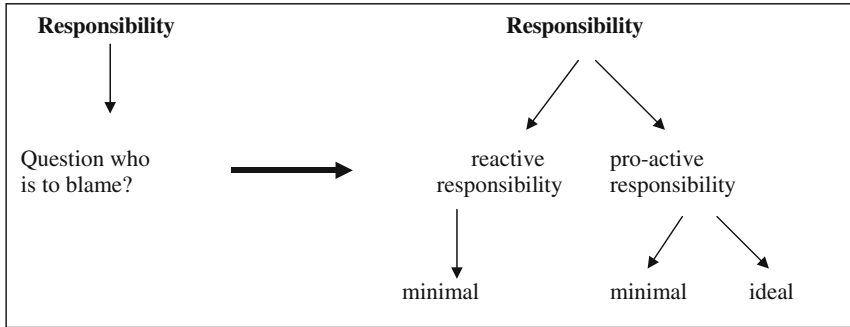 Responsibility
Responsibility
Question who
is to blame?
reactive
responsibility
pro-active
responsibility
minimal
minimal
ideal